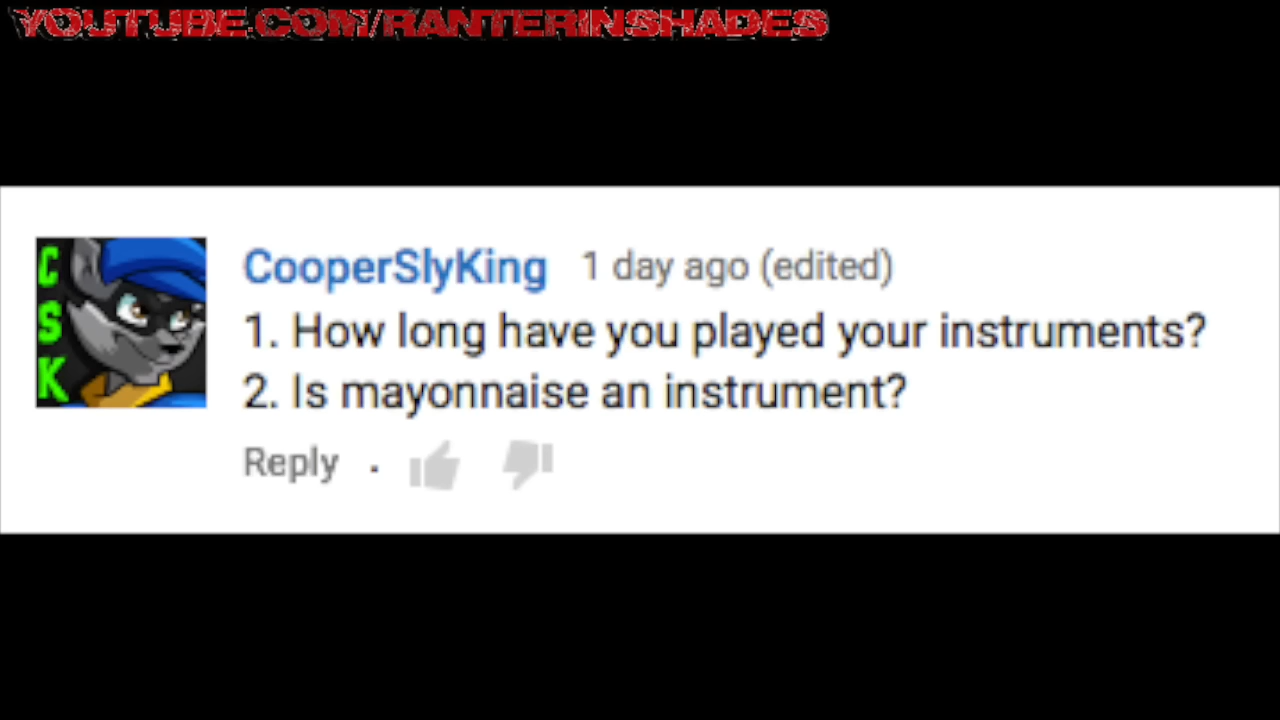 YOUTUBE.COM/RANTERINSHADES
C
S
K
CooperSlyKing 1 day ago (edited)
1. How long have you played your instruments?
2. Is mayonnaise an instrument?
Reply .